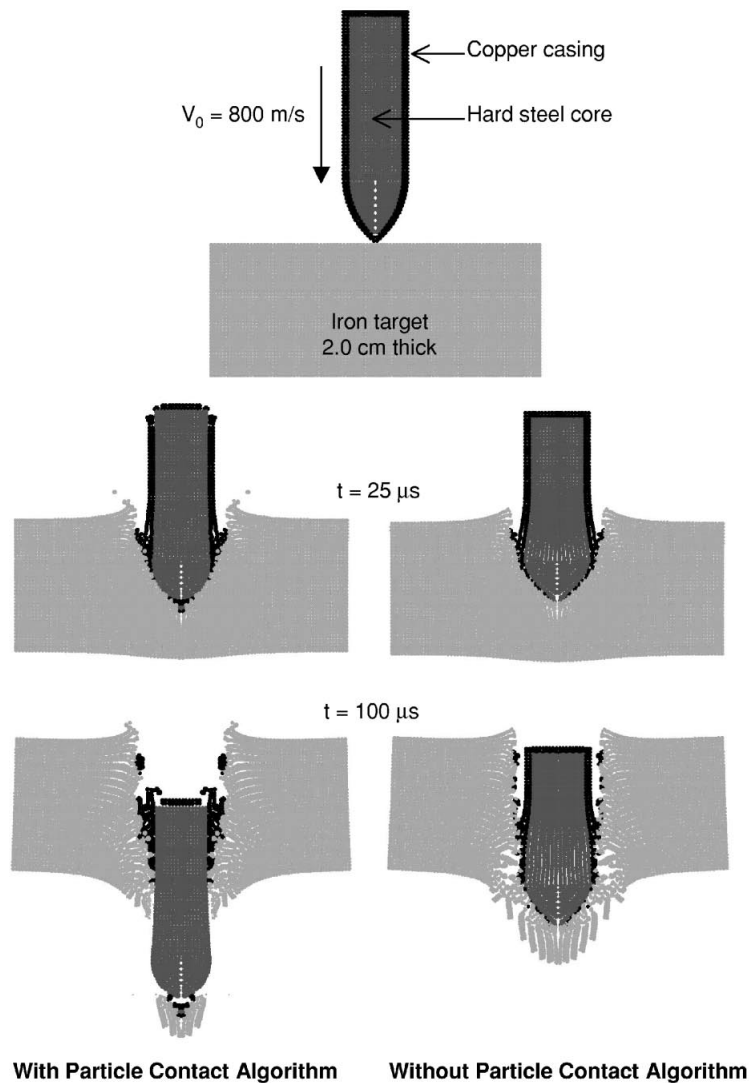 Copper casing
V₀ = 800 m/s
Hard steel core
Iron target
2.0 cm thick
t = 25 μs
t = 100 μs
With Particle Contact Algorithm
Without Particle Contact Algorithm